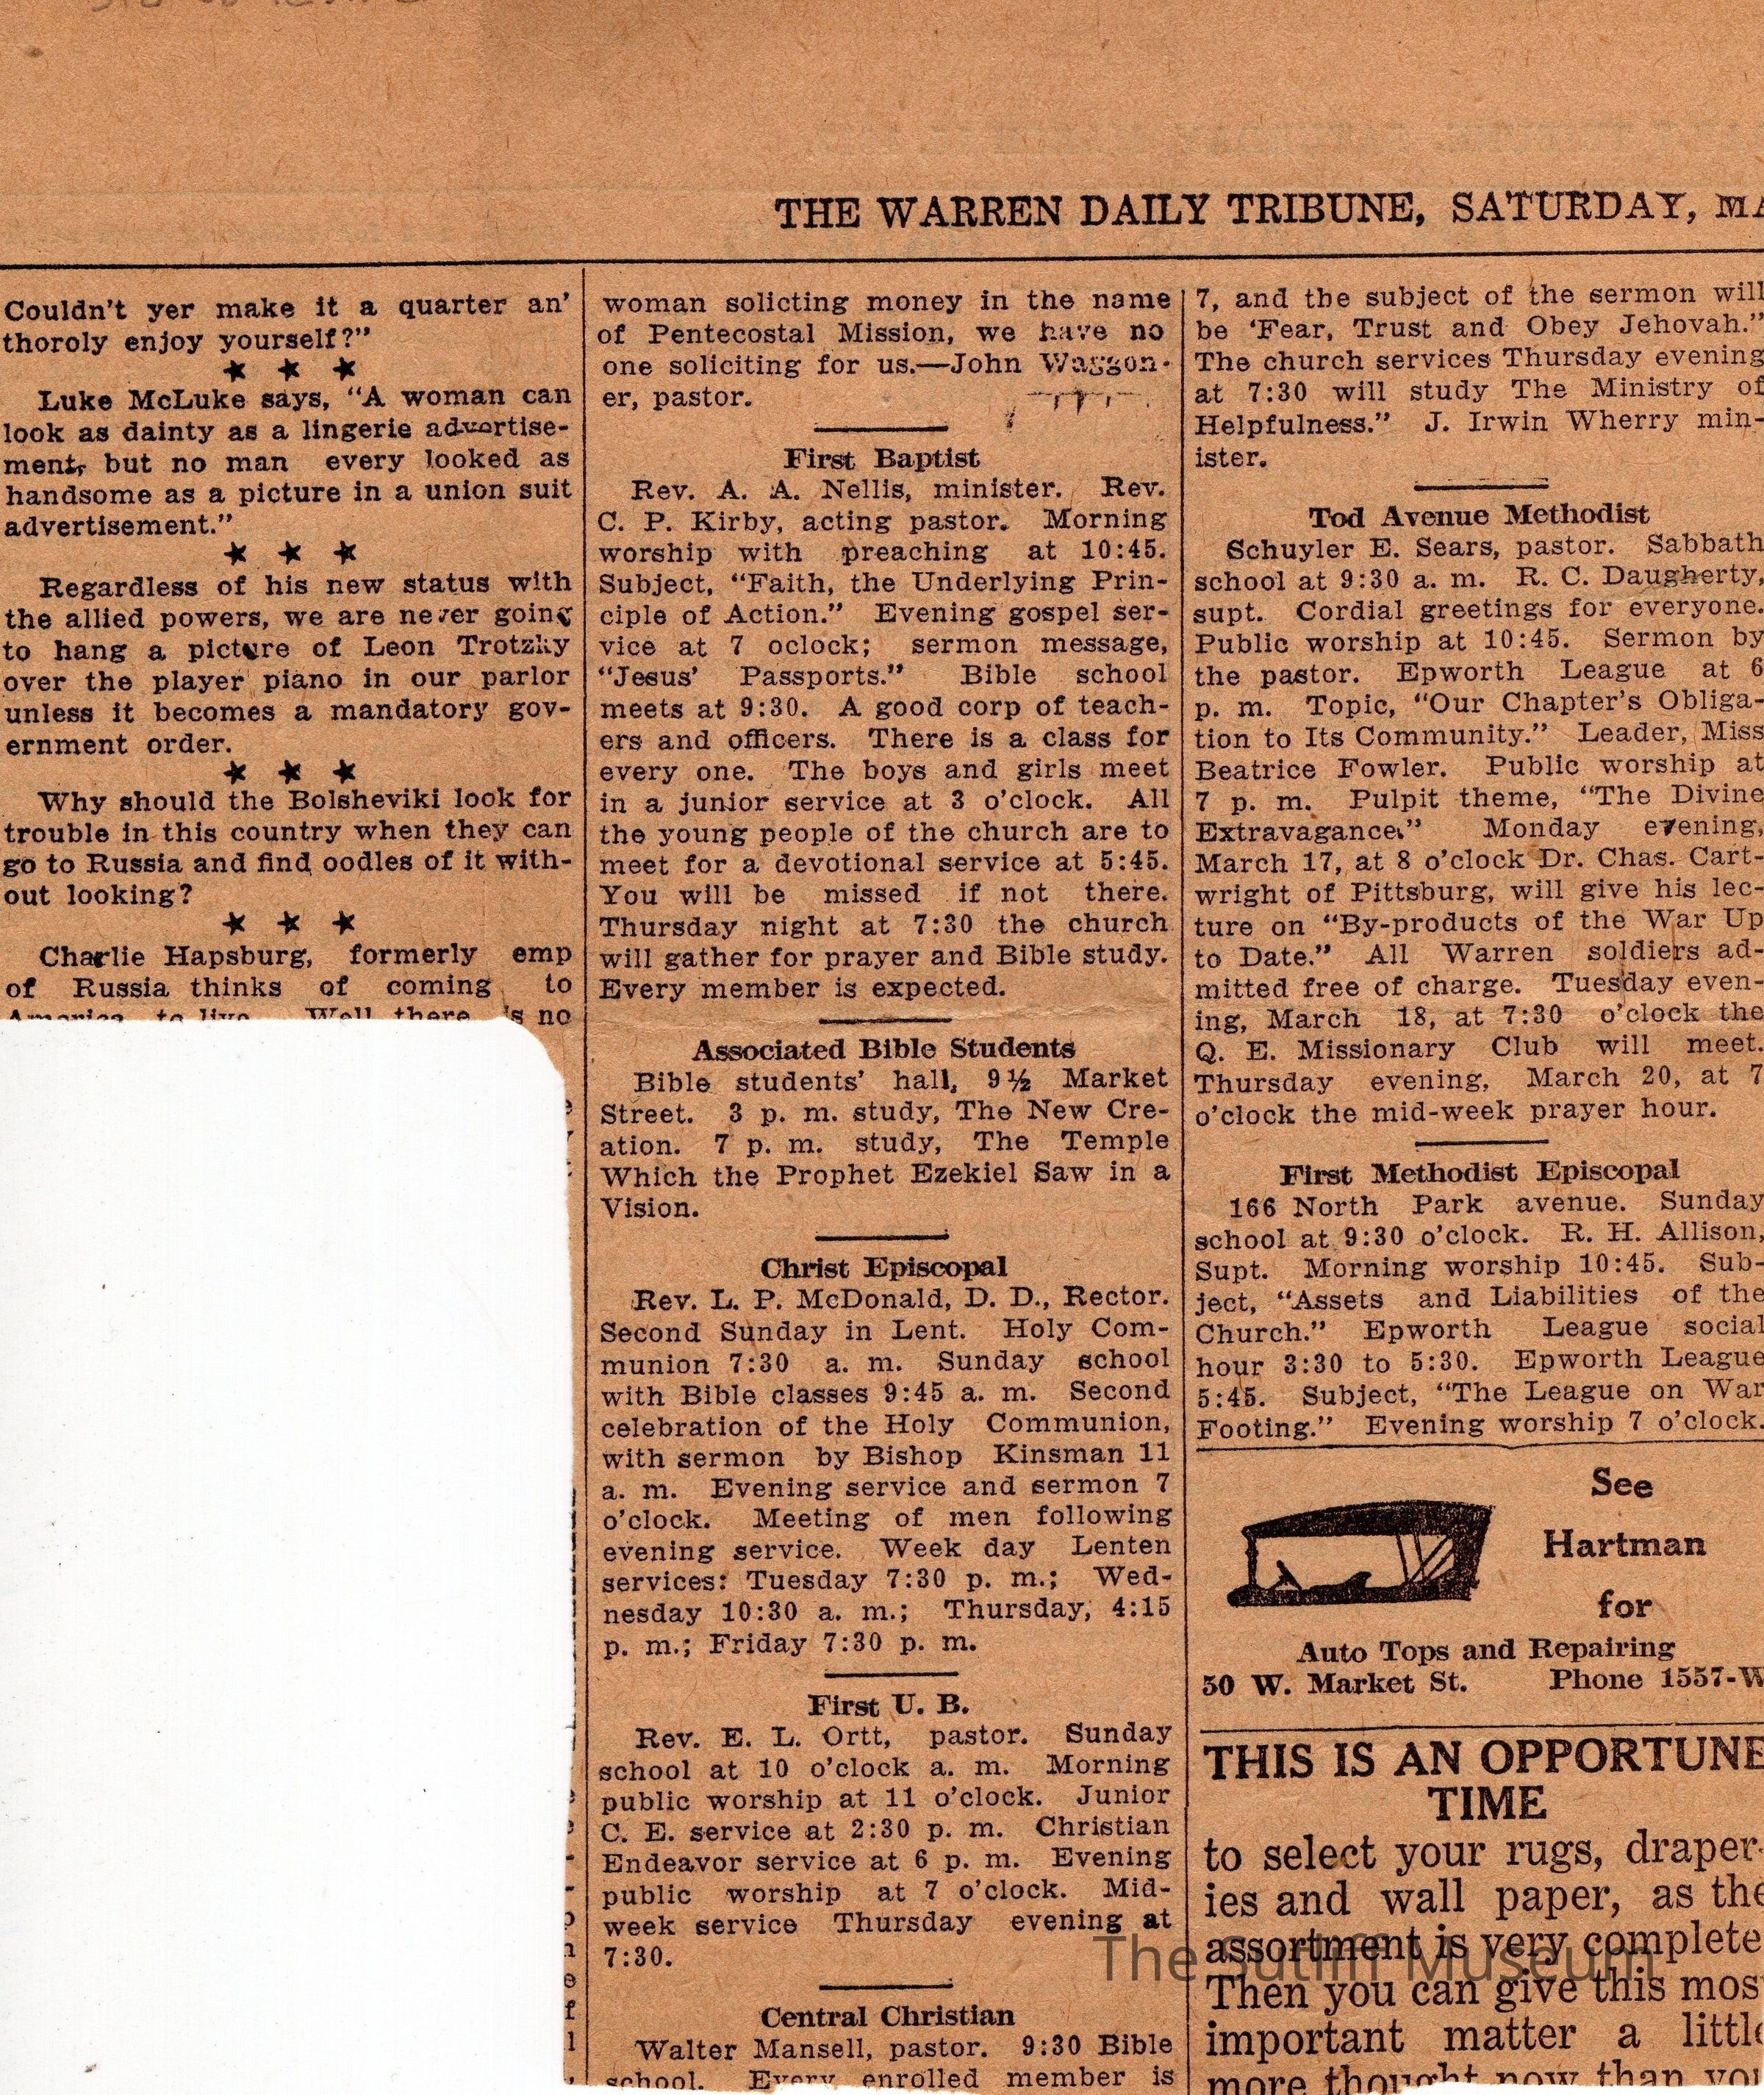 THE WARREN DAILY TRIBUNE, SATURDAY, MA
Couldn't yer make it a quarter an'
thoroly enjoy yourself?"
★ ★ ★
Luke McLuke says, "A woman can
look as dainty as a lingerie advertise-
ment, but no man every looked as
handsome as a picture in a union suit
advertisement."
★ ★ ★
Regardless of his new status with
the allied powers, we are never going
to hang a picture of Leon Trotzky
over the player piano in our parlor
unless it becomes a mandatory gov-
ernment order.
★ ★ ★
Why should the Bolsheviki look for
trouble in this country when they can
go to Russia and find oodles of it with-
out looking?
★ ★ ★
Charlie Hapsburg, formerly emp
of Russia thinks of coming to
America to live. Well there is no
woman solicting money in the name
of Pentecostal Mission, we have no
one soliciting for us.—John Waggon-
er, pastor.
First Baptist
Rev. A. A. Nellis, minister. Rev.
C. P. Kirby, acting pastor. Morning
worship with preaching at 10:45.
Subject, "Faith, the Underlying Prin-
ciple of Action." Evening gospel ser-
vice at 7 oclock; sermon message,
"Jesus' Passports." Bible school
meets at 9:30. A good corp of teach-
ers and officers. There is a class for
every one. The boys and girls meet
in a junior service at 3 o'clock. All
the young people of the church are to
meet for a devotional service at 5:45.
You will be missed if not there.
Thursday night at 7:30 the church
will gather for prayer and Bible study.
Every member is expected.
Associated Bible Students
Bible students' hall, 9½ Market
Street. 3 p. m. study, The New Cre-
ation. 7 p. m. study, The Temple
Which the Prophet Ezekiel Saw in a
Vision.
Christ Episcopal
Rev. L. P. McDonald, D. D., Rector.
Second Sunday in Lent. Holy Com-
munion 7:30 a. m. Sunday school
with Bible classes 9:45 a. m. Second
celebration of the Holy Communion,
with sermon by Bishop Kinsman 11
a. m. Evening service and sermon 7
o'clock. Meeting of men following
evening service. Week day Lenten
services: Tuesday 7:30 p. m.; Wed-
nesday 10:30 a. m.; Thursday, 4:15
p. m.; Friday 7:30 p. m.
First U. B.
Rev. E. L. Ortt, pastor. Sunday
school at 10 o'clock a. m. Morning
public worship at 11 o'clock. Junior
C. E. service at 2:30 p. m. Christian
Endeavor service at 6 p. m. Evening
public worship at 7 o'clock. Mid-
week service Thursday evening at
7:30.
Central Christian
Walter Mansell, pastor. 9:30 Bible
school. Every enrolled member is
7, and the subject of the sermon will
be 'Fear, Trust and Obey Jehovah."
The church services Thursday evening
at 7:30 will study The Ministry of
Helpfulness." J. Irwin Wherry min-
ister.
Tod Avenue Methodist
Schuyler E. Sears, pastor. Sabbath
school at 9:30 a. m. R. C. Daugherty,
supt. Cordial greetings for everyone.
Public worship at 10:45. Sermon by
the pastor. Epworth League at 6
p. m. Topic, "Our Chapter's Obliga-
tion to Its Community." Leader, Miss
Beatrice Fowler. Public worship at
7 p. m. Pulpit theme, "The Divine
Extravagance." Monday evening,
March 17, at 8 o'clock Dr. Chas. Cart-
wright of Pittsburg, will give his lec-
ture on "By-products of the War Up
to Date." All Warren soldiers ad-
mitted free of charge. Tuesday even-
ing, March 18, at 7:30 o'clock the
Q. E. Missionary Club will meet.
Thursday evening, March 20, at 7
o'clock the mid-week prayer hour.
First Methodist Episcopal
166 North Park avenue. Sunday
school at 9:30 o'clock. R. H. Allison,
Supt. Morning worship 10:45. Sub-
ject, "Assets and Liabilities of the
Church." Epworth League social
hour 3:30 to 5:30. Epworth League
5:45. Subject, "The League on War
Footing." Evening worship 7 o'clock.
See
Hartman
for
Auto Tops and Repairing
50 W. Market St. Phone 1557-W
THIS IS AN OPPORTUNE
TIME
to select your rugs, draper-
ies and wall paper, as the
assortment is very complete
Then you can give this mos
important matter a little
more thought now than you
The Sutliff Museum